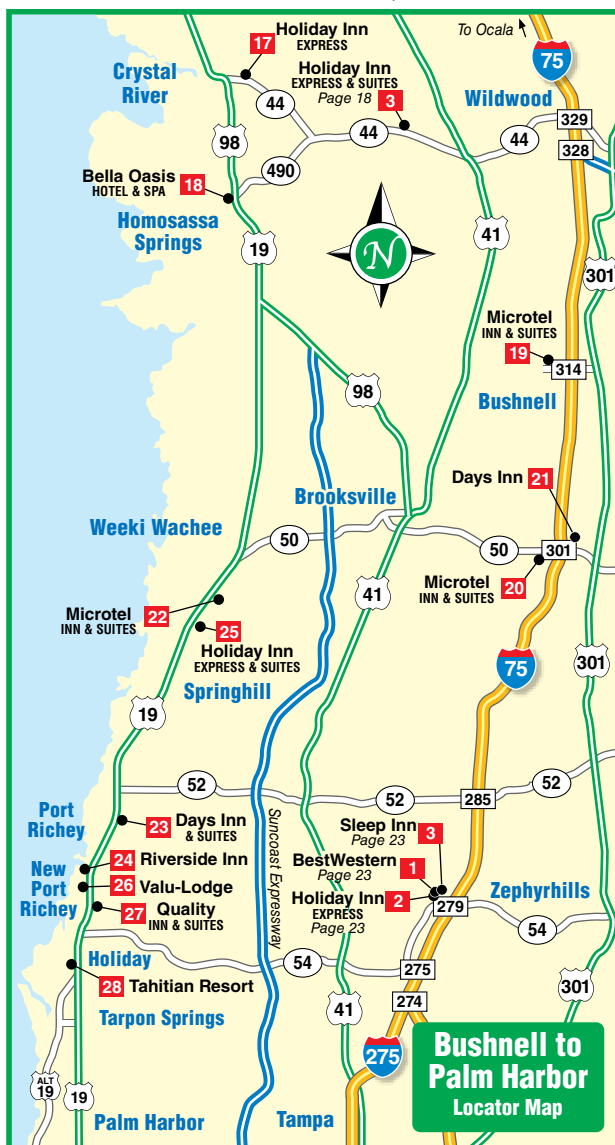 To Ocala
17
Holiday Inn
EXPRESS
75
Crystal
River
Holiday Inn
EXPRESS & SUITES
Page 18
3
Wildwood
44
329
98
44
44
328
490
Bella Oasis
HOTEL & SPA
18
Homosassa
Springs
N
19
41
301
Microtel
INN & SUITES
19
314
98
Bushnell
Days Inn
21
Brooksville
Weeki Wachee
50
50
301
Microtel
INN & SUITES
20
41
Microtel
INN & SUITES
22
25
Holiday Inn
EXPRESS & SUITES
301
75
Springhill
19
52
52
52
285
Port
Richey
23
Days Inn
& SUITES
Suncoast Expressway
Sleep Inn
Page 23
3
24
Riverside Inn
BestWestern
Page 23
1
New
Port
Richey
26
Valu-Lodge
Holiday Inn
EXPRESS
Page 23
2
279
Zephyrhills
27
Quality
INN & SUITES
54
Holiday
54
275
301
28
Tahitian Resort
274
Tarpon Springs
41
275
Bushnell to
Palm Harbor
Locator Map
ALT
19
19
Palm Harbor
Tampa